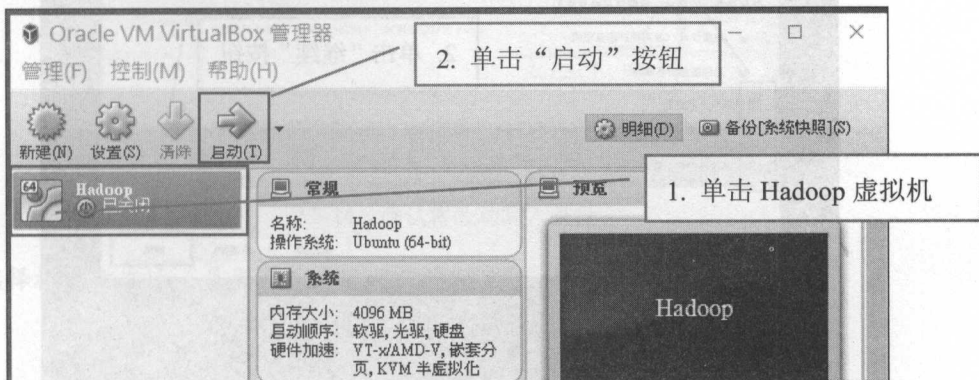 Oracle VM VirtualBox 管理器
2. 单击“启动”按钮
管理(F) 控制(M) 帮助(H)
新建(N) 设置(S) 清除 启动(T)
明细(D) 备份[系统快照](S)
64 Hadoop
已关闭
常规
预览
1. 单击 Hadoop 虚拟机
名称: Hadoop
操作系统: Ubuntu (64-bit)
系统
内存大小: 4096 MB
启动顺序: 软驱, 光驱, 硬盘
硬件加速: VT-x/AMD-V, 嵌套分
页, KVM 半虚拟化
Hadoop